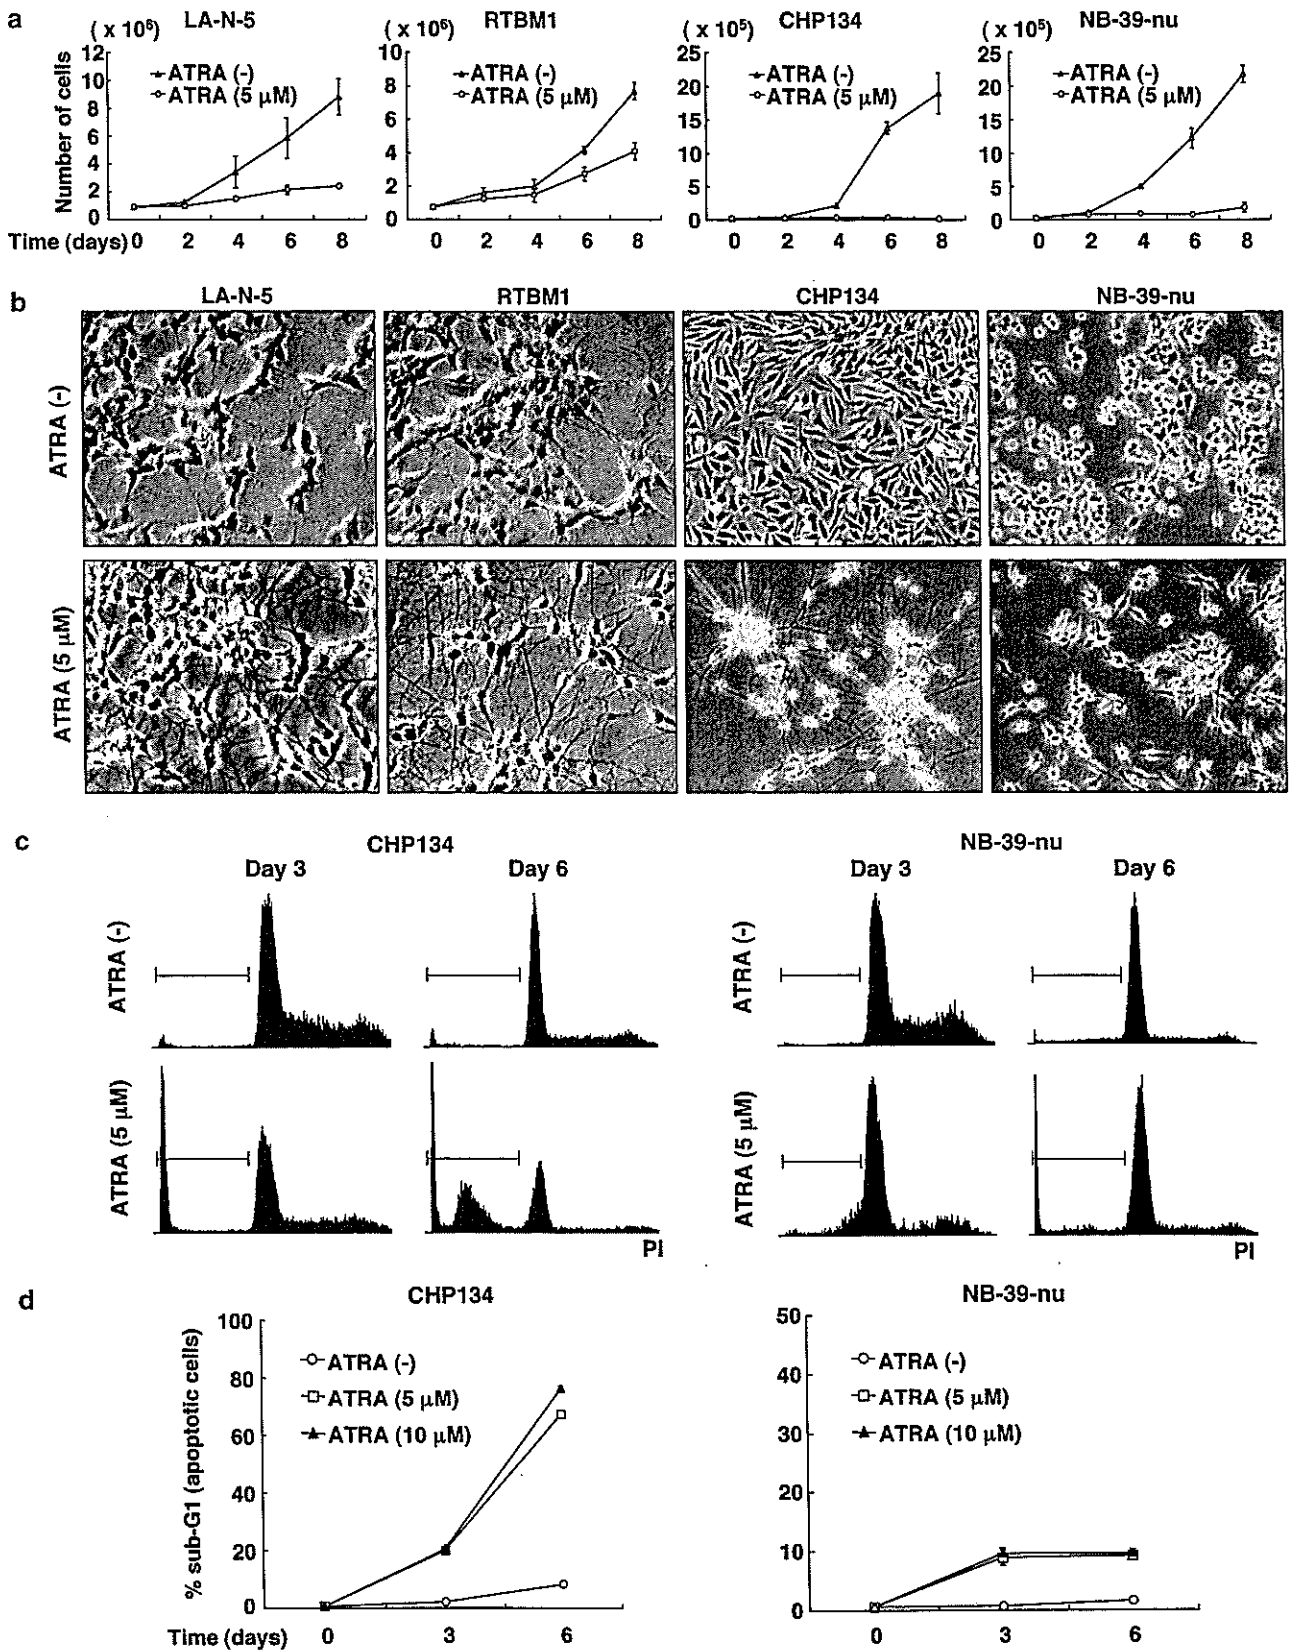 a
LA-N-5
RTBM1
CHP134
NB-39-nu
( x 10⁶)
( x 10⁶)
( x 10⁵)
( x 10⁵)
Number of cells
12
10
8
6
4
2
0
ATRA (-)
ATRA (5 µM)
10
8
6
4
2
0
ATRA (-)
ATRA (5 µM)
25
20
15
10
5
0
ATRA (-)
ATRA (5 µM)
25
20
15
10
5
0
ATRA (-)
ATRA (5 µM)
Time (days) 0 2 4 6 8
0 2 4 6 8
0 2 4 6 8
0 2 4 6 8
b
LA-N-5
RTBM1
CHP134
NB-39-nu
ATRA (-)
ATRA (5 µM)
c
CHP134
Day 3
Day 6
NB-39-nu
Day 3
Day 6
ATRA (-)
ATRA (5 µM)
PI
ATRA (-)
ATRA (5 µM)
PI
d
CHP134
% sub-G1 (apoptotic cells)
100
80
60
40
20
0
ATRA (-)
ATRA (5 µM)
ATRA (10 µM)
Time (days) 0 3 6
NB-39-nu
50
40
30
20
10
0
ATRA (-)
ATRA (5 µM)
ATRA (10 µM)
0 3 6